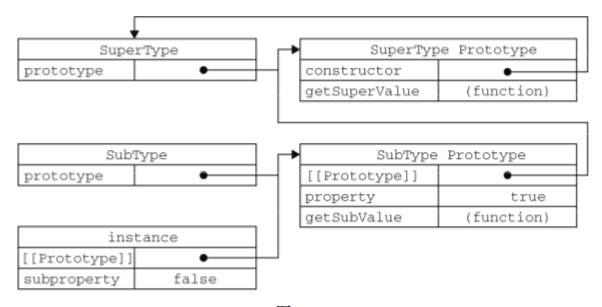 SuperType
prototype
SuperType Prototype
constructor
getSuperValue (function)
SubType
prototype
SubType Prototype
[[Prototype]]
property true
getSubValue (function)
instance
[[Prototype]]
subproperty false